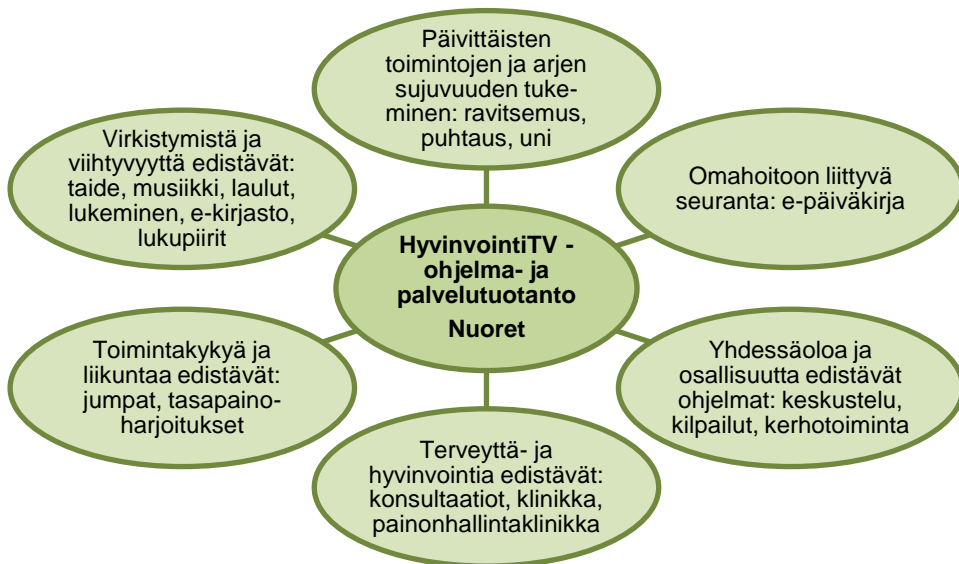 Päivittäisten
toimintojen ja arjen
sujuvuuden tuke-
minen: ravitsemus,
puhtaus, uni
Virkistymistä ja
viihtyvyyttä edistävät:
taide, musiikki, laulut,
lukeminen, e-kirjasto,
lukupiirit
Omahoitoon liittyvä
seuranta: e-päiväkirja
HyvinvointiTV -
ohjelma- ja
palvelutuotanto
Nuoret
Toimintakykyä ja
liikuntaa edistävät:
jumpat, tasapaino-
harjoitukset
Yhdessäoloa ja
osallisuutta edistävät
ohjelmat: keskustelu,
kilpailut, kerhotoiminta
Terveyttä- ja
hyvinvointia edistävät:
konsultaatiot, klinikka,
painonhallintaklinikka